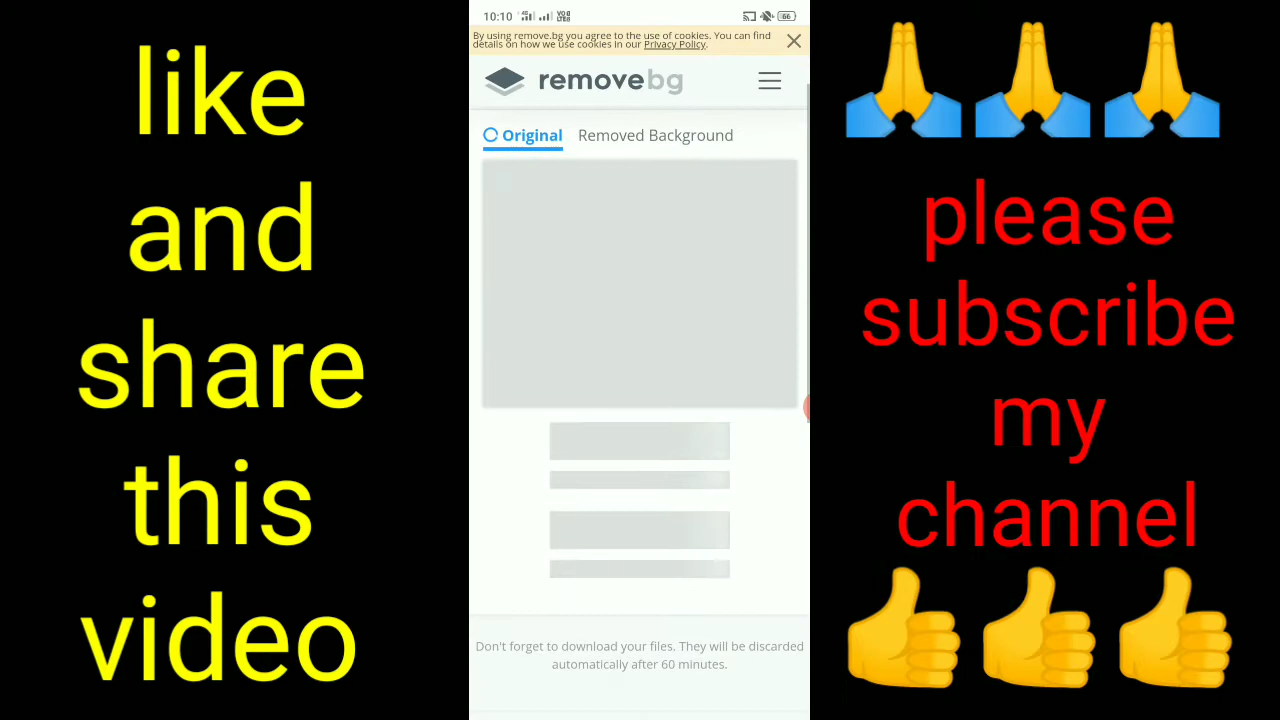 like
and
share
this
video
10:10
66
By using remove.bg you agree to the use of cookies. You can find
details on how we use cookies in our Privacy Policy.
removebg
Original Removed Background
Don't forget to download your files. They will be discarded
automatically after 60 minutes.
please
subscribe
my
channel